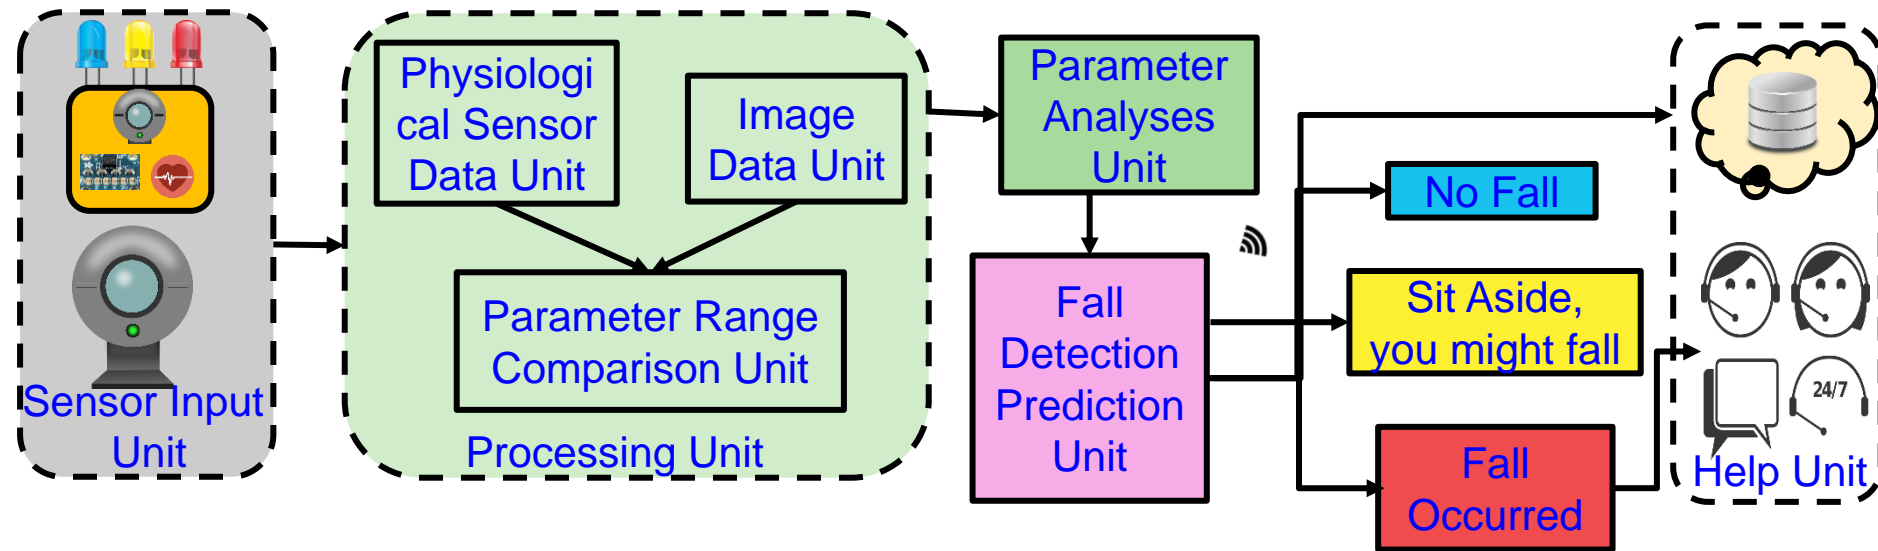 Sensor Input
Unit
Physiologi
cal Sensor
Data Unit
Image
Data Unit
Parameter Range
Comparison Unit
Processing Unit
Parameter
Analyses
Unit
Fall
Detection
Prediction
Unit
No Fall
Sit Aside,
you might fall
Fall
Occurred
24/7
Help Unit